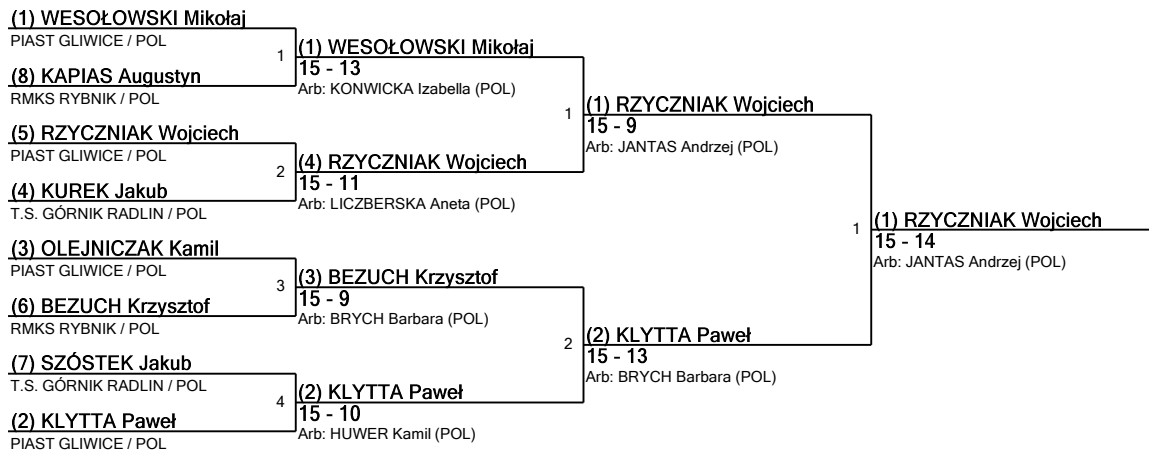 (1) WESOŁOWSKI Mikołaj
PIAST GLIWICE / POL
(8) KAPIAS Augustyn
RMKS RYBNIK / POL
(5) RZYCZNIAK Wojciech
PIAST GLIWICE / POL
(4) KUREK Jakub
T.S. GÓRNIK RADLIN / POL
(3) OLEJNICZAK Kamil
PIAST GLIWICE / POL
(6) BEZUCH Krzysztof
RMKS RYBNIK / POL
(7) SZÓSTEK Jakub
T.S. GÓRNIK RADLIN / POL
(2) KLYTTA Paweł
PIAST GLIWICE / POL
1
(1) WESOŁOWSKI Mikołaj
15 - 13
Arb: KONWICKA Izabella (POL)
2
(4) RZYCZNIAK Wojciech
15 - 11
Arb: LICZBERSKA Aneta (POL)
3
(3) BEZUCH Krzysztof
15 - 9
Arb: BRYCH Barbara (POL)
4
(2) KLYTTA Paweł
15 - 10
Arb: HUWER Kamil (POL)
1
(1) RZYCZNIAK Wojciech
15 - 9
Arb: JANTAS Andrzej (POL)
2
(2) KLYTTA Paweł
15 - 13
Arb: BRYCH Barbara (POL)
1
(1) RZYCZNIAK Wojciech
15 - 14
Arb: JANTAS Andrzej (POL)